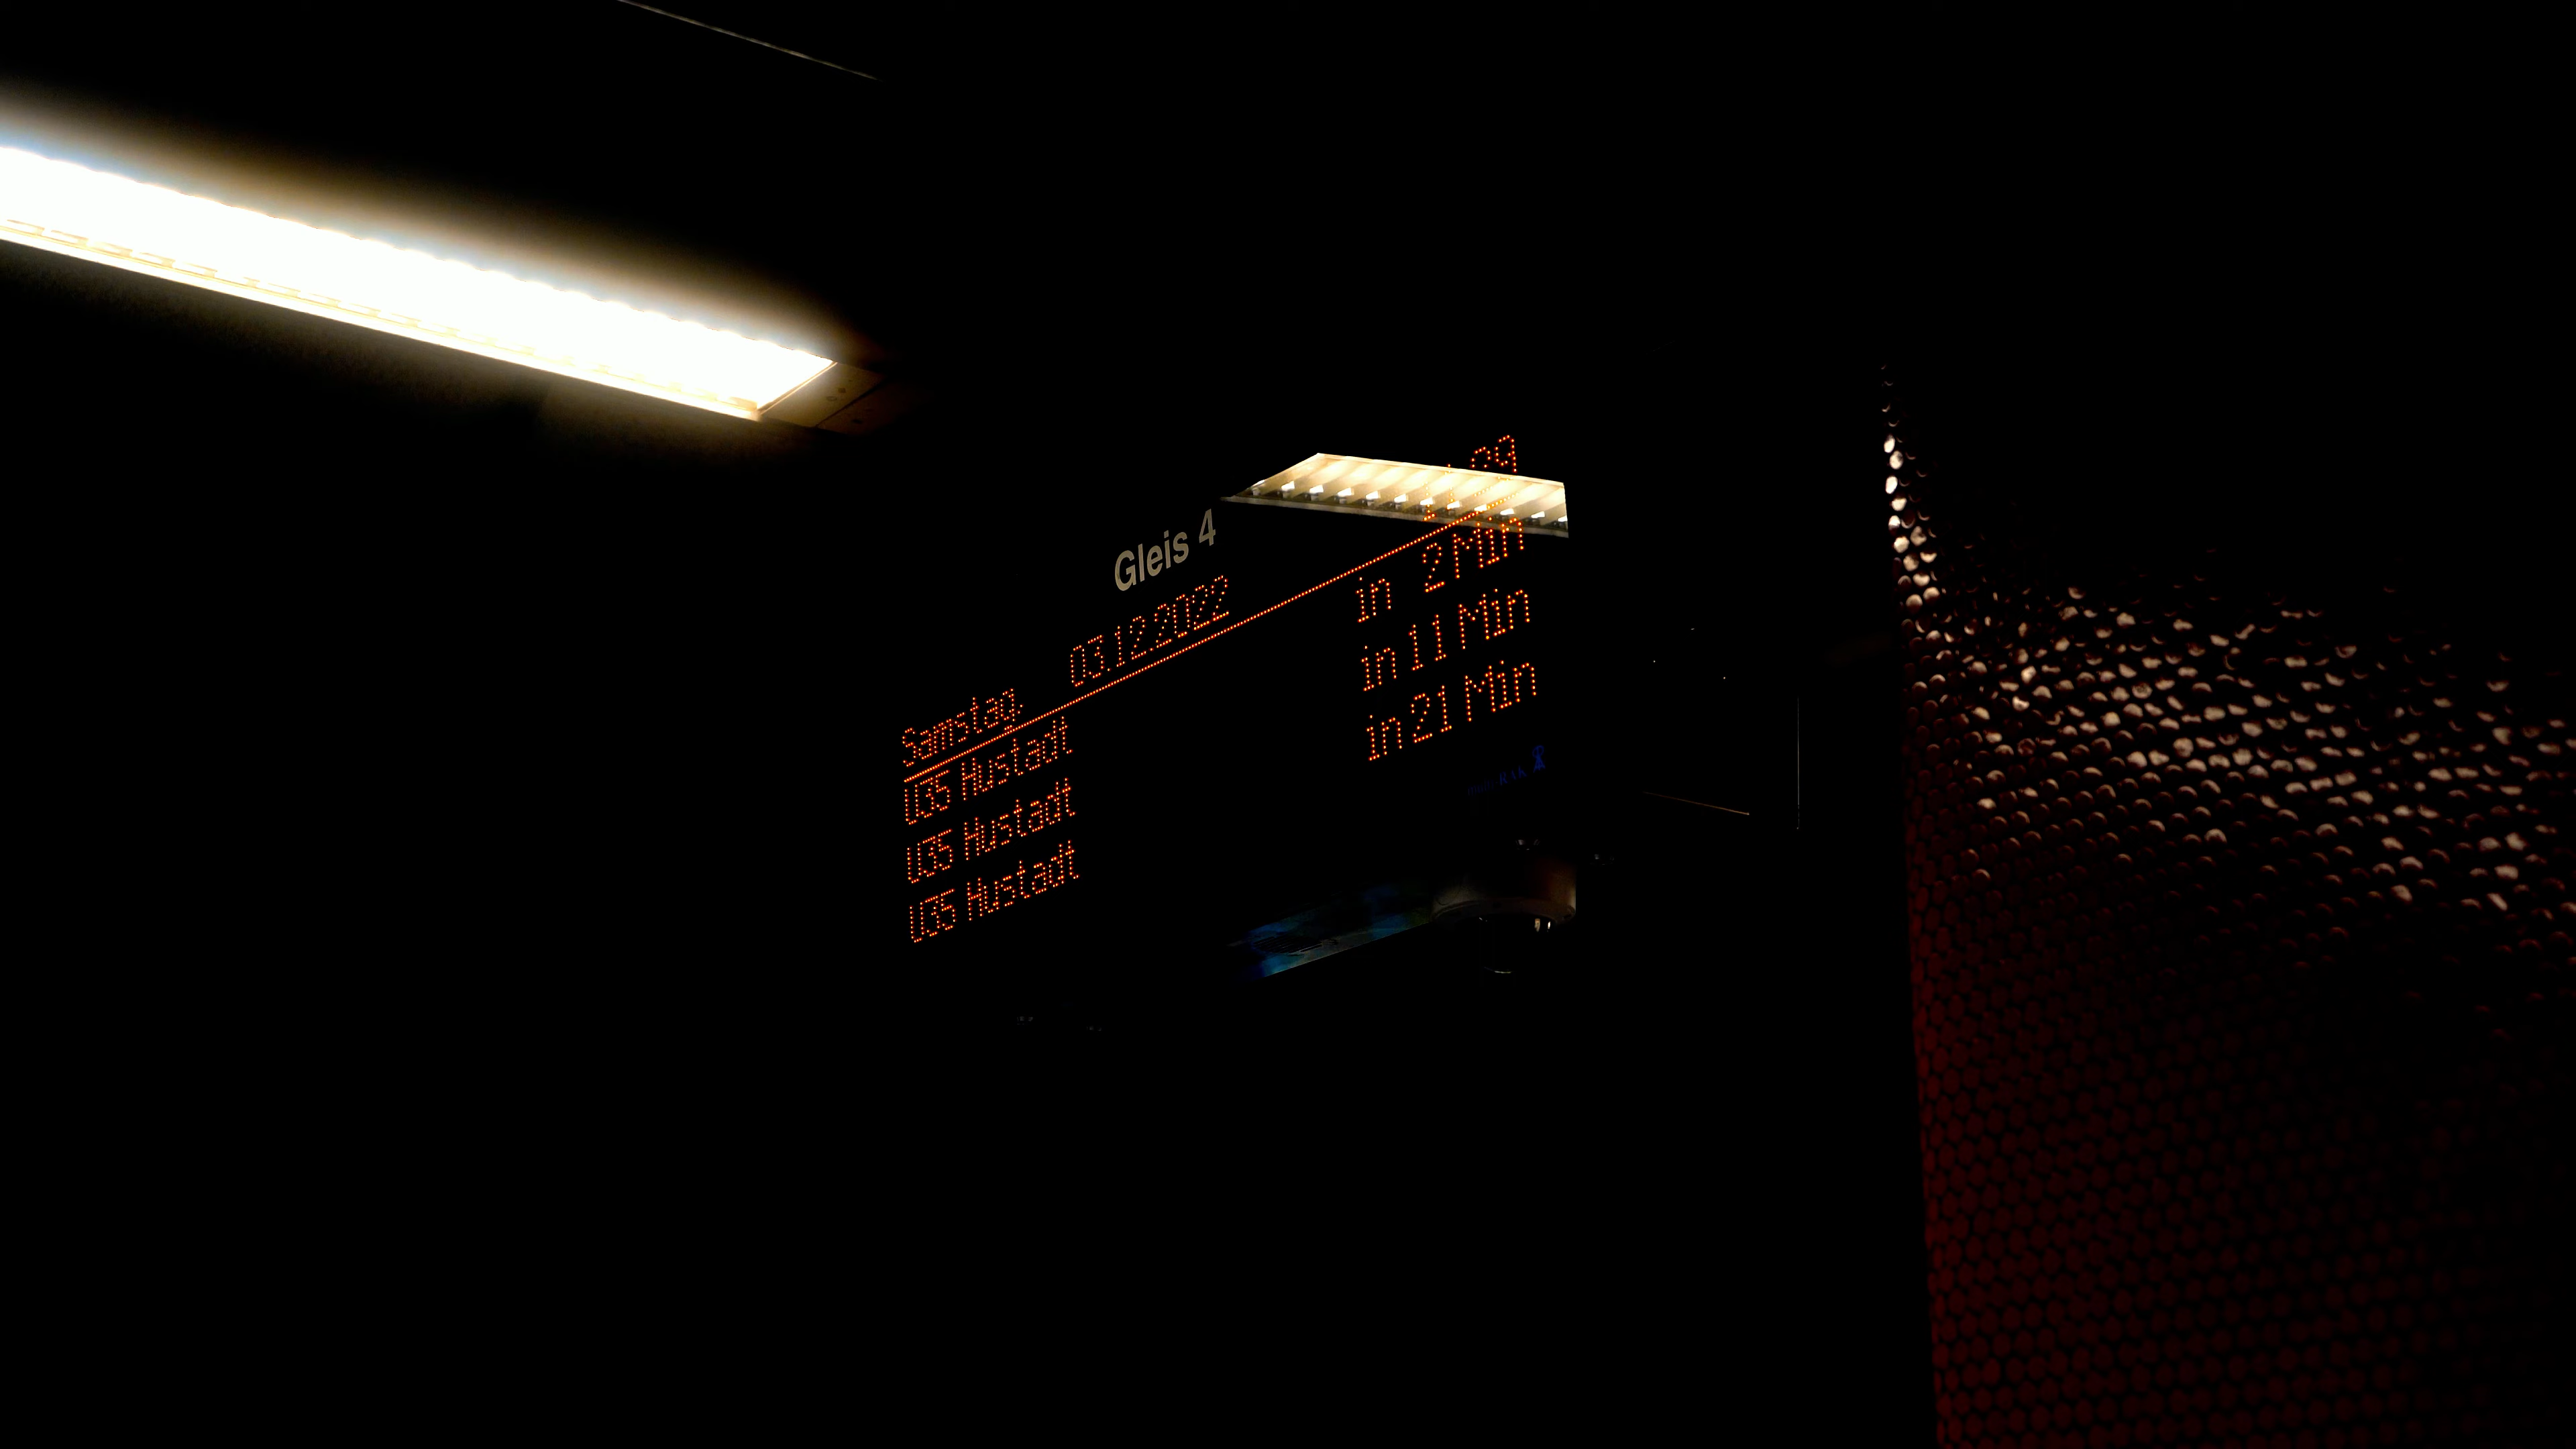 Gleis 4
Samstag, 03.12.2022
U35 Hustadt in 2 Min
U35 Hustadt in 11 Min
U35 Hustadt in 21 Min